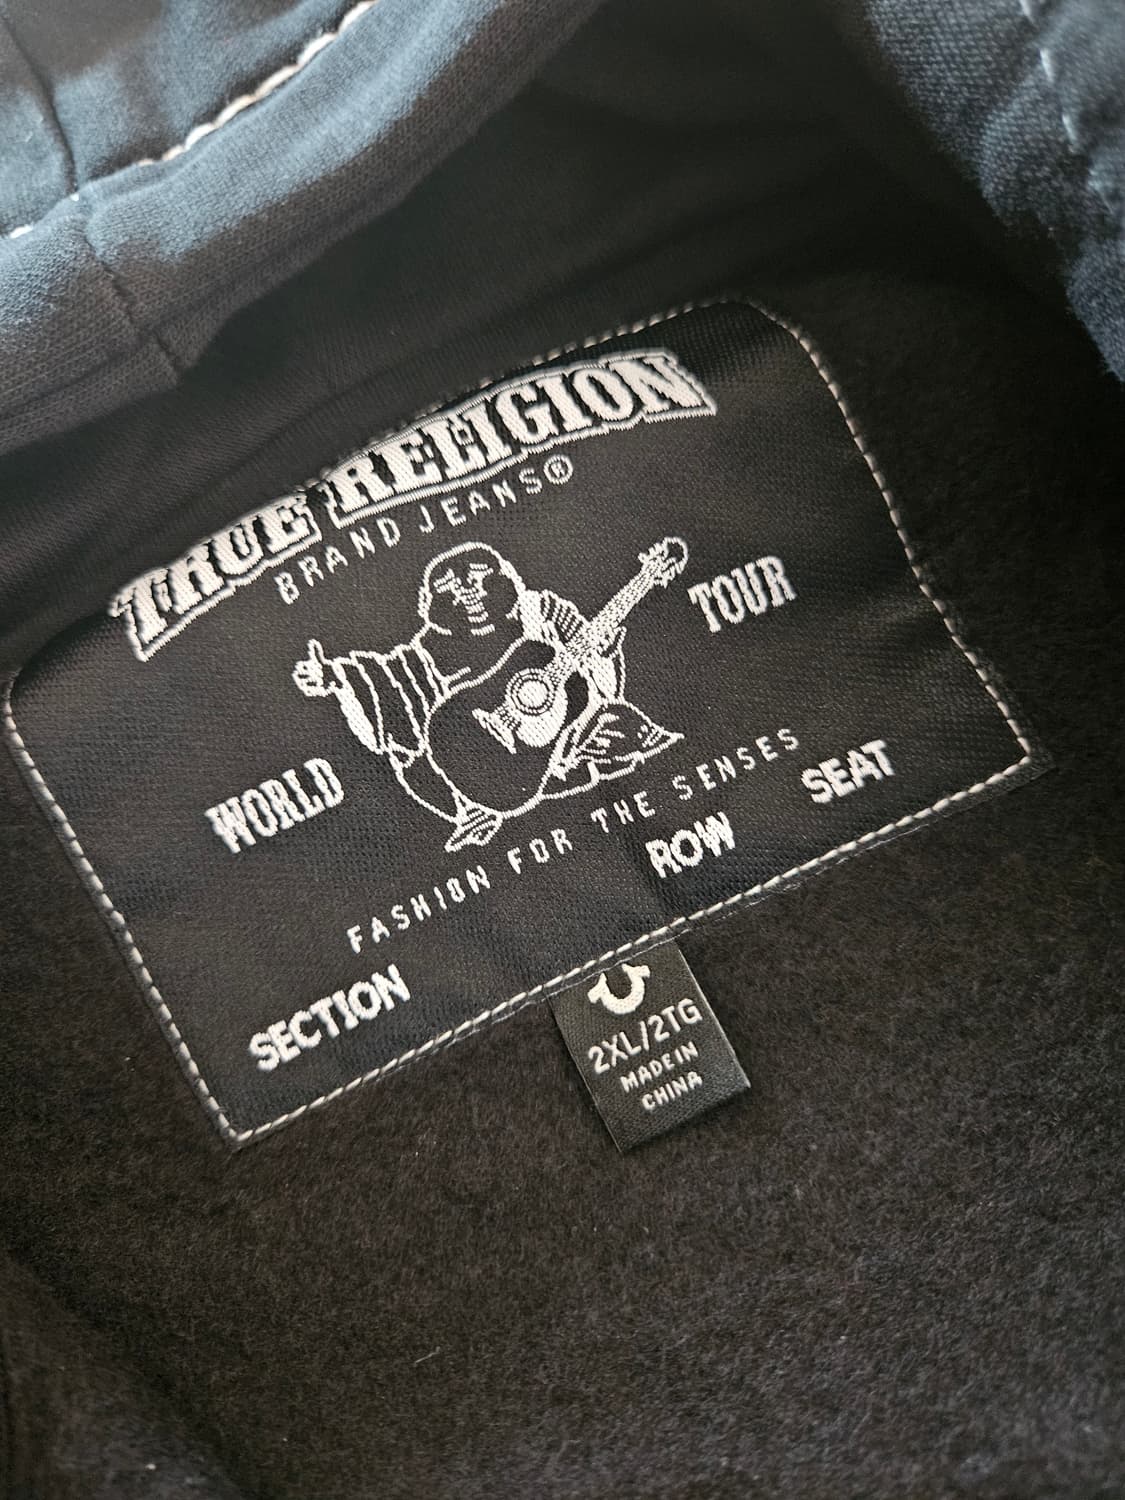 TRUE RELIGION
BRAND JEANS®
WORLD TOUR
FASHION FOR THE SENSES
SECTION ROW SEAT
2XL/2TG
MADE IN
CHINA